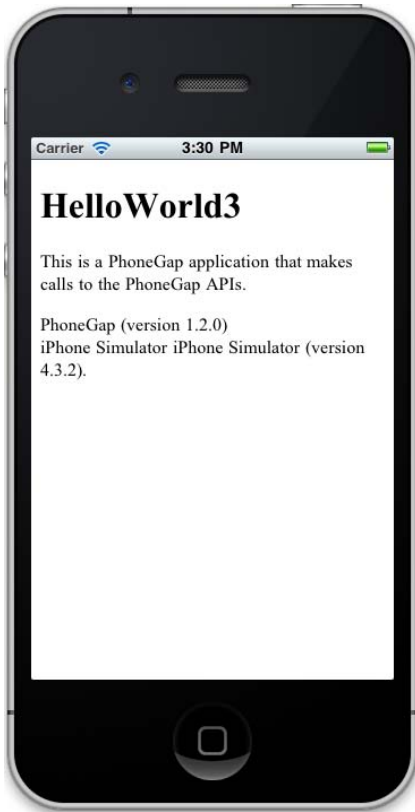 Carrier 3:30 PM
HelloWorld3
This is a PhoneGap application that makes
calls to the PhoneGap APIs.
PhoneGap (version 1.2.0)
iPhone Simulator iPhone Simulator (version
4.3.2).